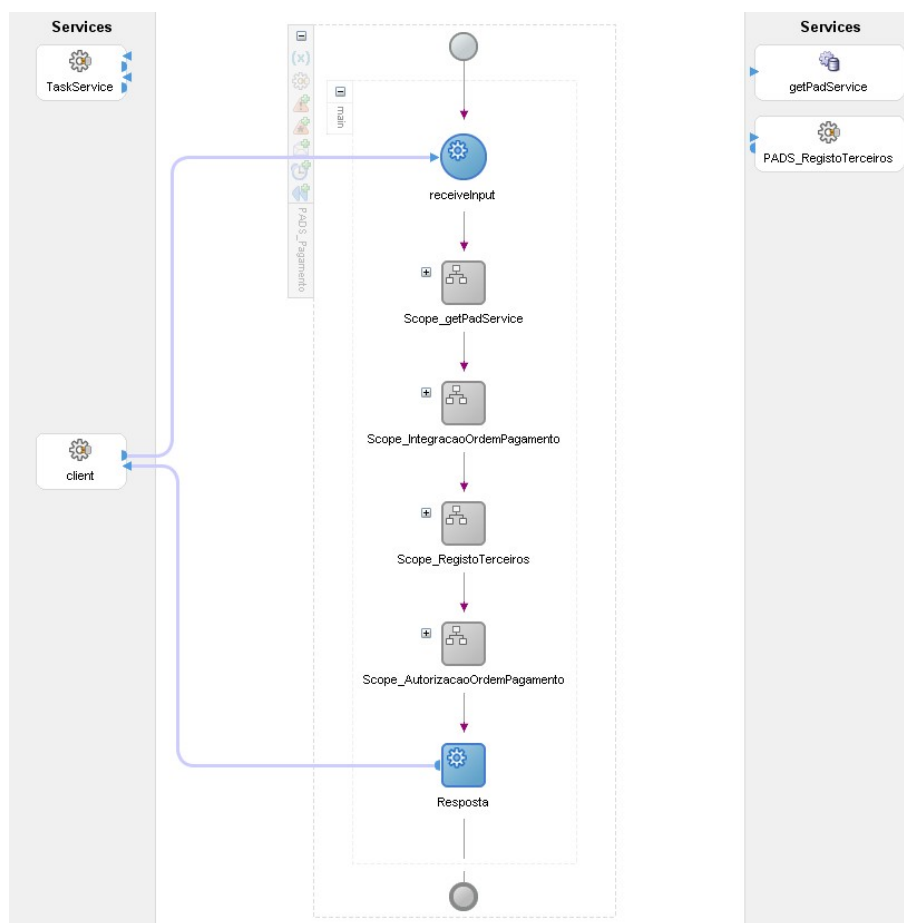 Services
TaskService
client
(x)
PADS_Pagamento
main
receiveInput
Scope_getPadService
Scope_IntegracaoOrdemPagamento
Scope_RegistoTerceiros
Scope_AutorizacaoOrdemPagamento
Resposta
Services
getPadService
PADS_RegistoTerceiros